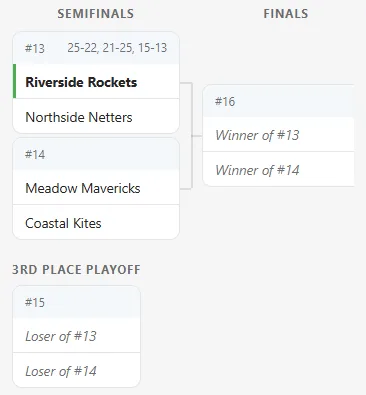 SEMIFINALS
#13 25-22, 21-25, 15-13
Riverside Rockets
Northside Netters
#14
Meadow Mavericks
Coastal Kites
FINALS
#16
Winner of #13
Winner of #14
3RD PLACE PLAYOFF
#15
Loser of #13
Loser of #14